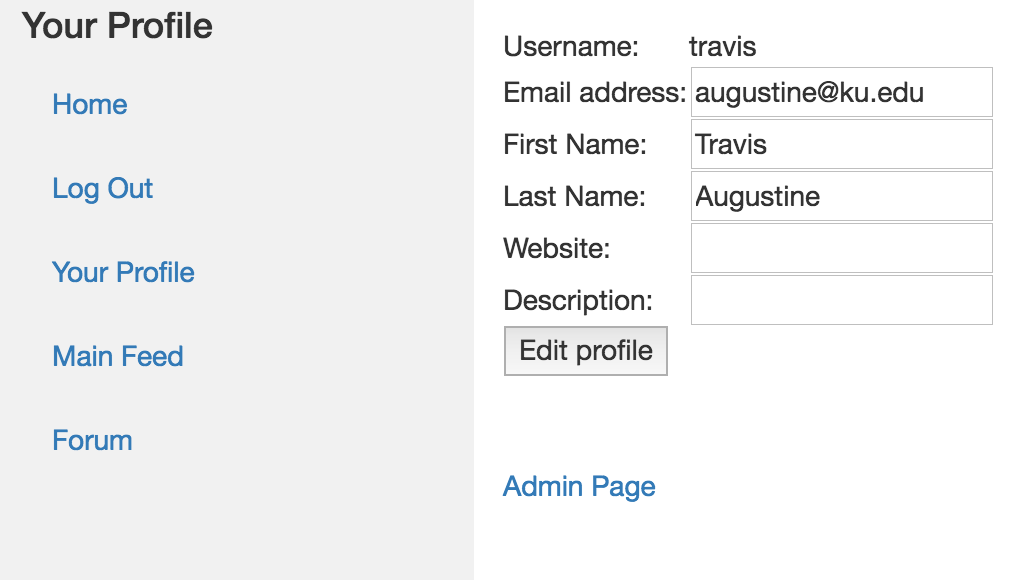 Your Profile
Home
Log Out
Your Profile
Main Feed
Forum
Username: travis
Email address: augustine@ku.edu
First Name: Travis
Last Name: Augustine
Website:
Description:
Edit profile
Admin Page